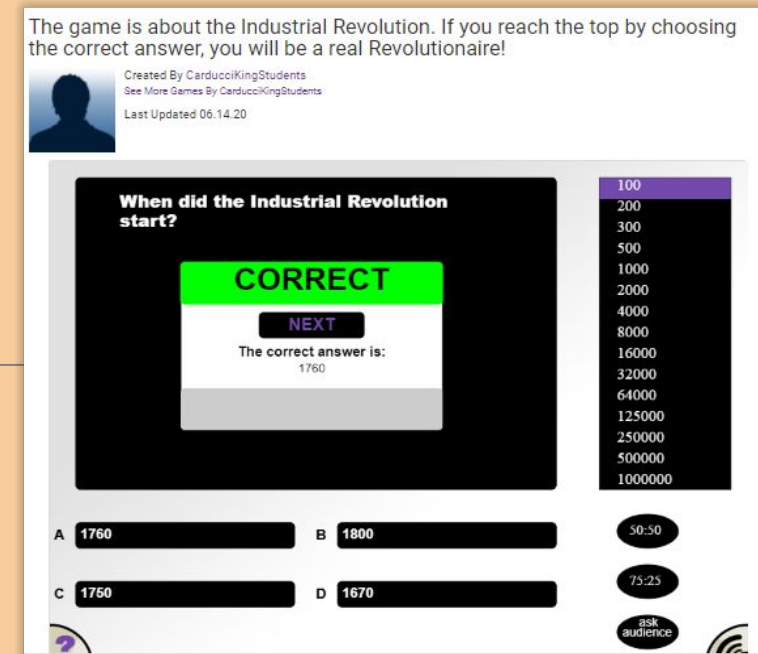 The game is about the Industrial Revolution. If you reach the top by choosing
the correct answer, you will be a real Revolutionaire!
Created By CarducciKingStudents
See More Games By CarducciKingStudents
Last Updated 06.14.20
When did the Industrial Revolution
start?
CORRECT
NEXT
The correct answer is:
1760
100
200
300
500
1000
2000
4000
8000
16000
32000
64000
125000
250000
500000
1000000
A 1760
B 1800
C 1750
D 1670
50:50
75:25
ask
audience
?